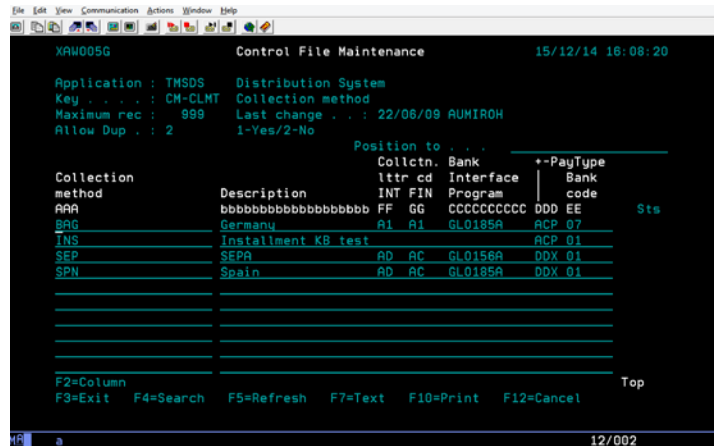 File Edit View Communication Actions Window Help
XAW005G Control File Maintenance 15/12/14 16:08:20
Application : TMSDS Distribution System
Key . . . . : CM-CLMT Collection method
Maximum rec : 999 Last change . . : 22/06/09 AUMIROH
Allow Dup . : 2 1-Yes/2-No
Position to . . .
Collctn. Bank +-PayType
Collection lttr cd Interface | Bank
method Description INT FIN Program | code
AAA bbbbbbbbbbbbbbbbbbbb FF GG CCCCCCCCCC DDD EE Sts
BAG Germany A1 A1 GL0185A ACP 07
INS Installment KB test ACP 01
SEP SEPA AD AC GL0156A DDX 01
SPN Spain AD AC GL0185A DDX 01
Top
F2=Column
F3=Exit F4=Search F5=Refresh F7=Text F10=Print F12=Cancel
MA a 12/002